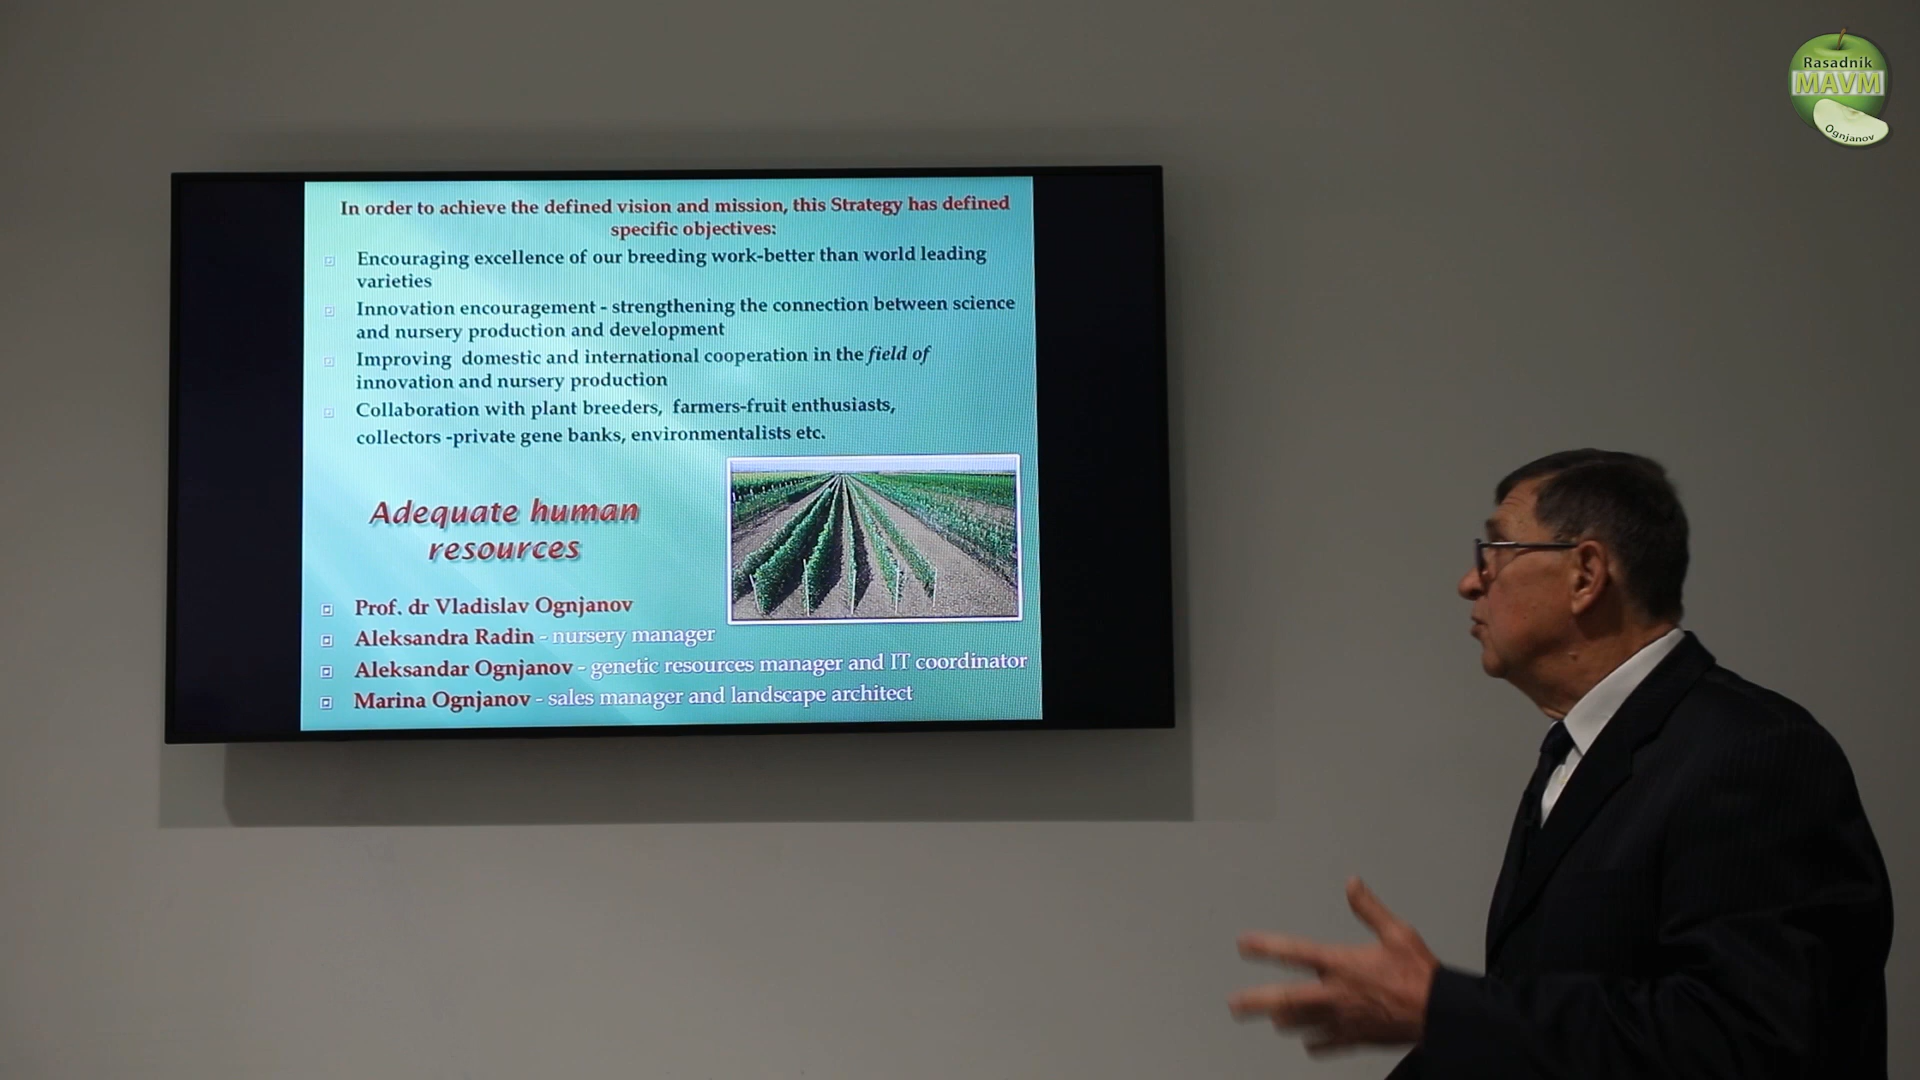 Rasadnik
MAVM
Ognjanov
In order to achieve the defined vision and mission, this Strategy has defined
specific objectives:
Encouraging excellence of our breeding work-better than world leading
varieties
Innovation encouragement - strengthening the connection between science
and nursery production and development
Improving domestic and international cooperation in the field of
innovation and nursery production
Collaboration with plant breeders, farmers-fruit enthusiasts,
collectors -private gene banks, environmentalists etc.
Adequate human
resources
Prof. dr Vladislav Ognjanov
Aleksandra Radin - nursery manager
Aleksandar Ognjanov - genetic resources manager and IT coordinator
Marina Ognjanov - sales manager and landscape architect